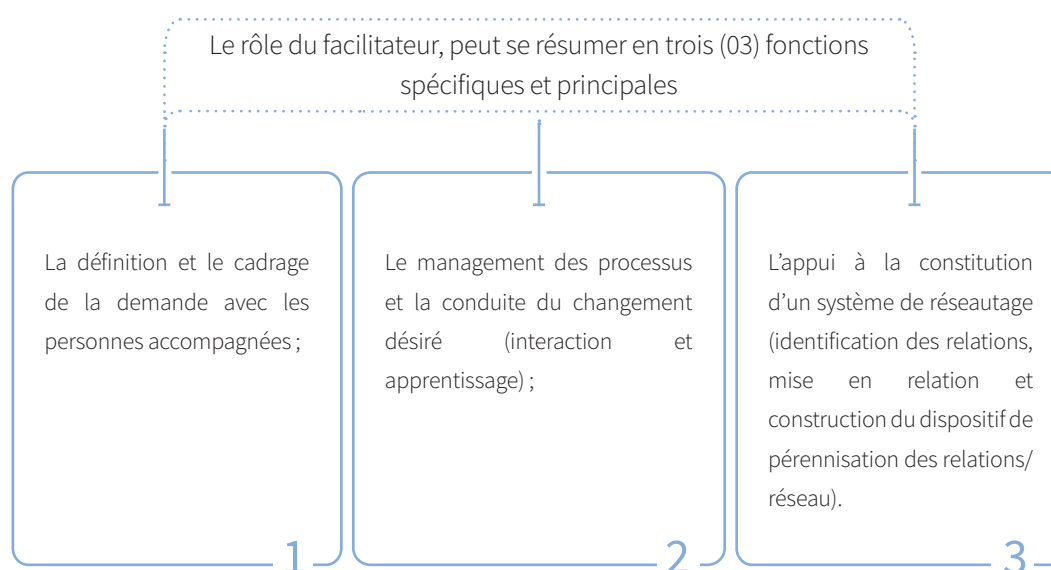 Le rôle du facilitateur, peut se résumer en trois (03) fonctions
spécifiques et principales
La définition et le cadrage
de la demande avec les
personnes accompagnées ;
1
Le management des processus
et la conduite du changement
désiré (interaction et
apprentissage) ;
2
L’appui à la constitution
d’un système de réseautage
(identification des relations,
mise en relation et
construction du dispositif de
pérennisation des relations/
réseau).
3